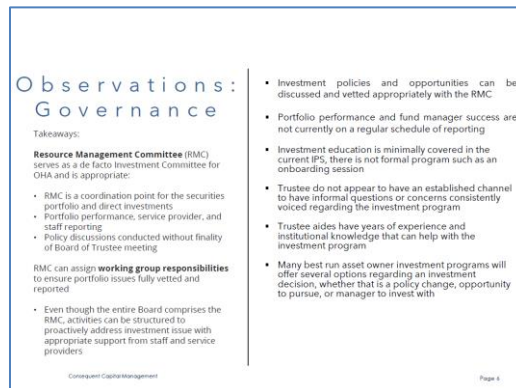 Observations:
Governance
Takeaways:
Resource Management Committee (RMC)
serves as a de facto Investment Committee for
OHA and is appropriate:
• RMC is a coordination point for the securities
portfolio and direct investments
• Portfolio performance, service provider, and
staff reporting
• Policy discussions conducted without finality
of Board of Trustee meeting
RMC can assign working group responsibilities
to ensure portfolio issues fully vetted and
reported
• Even though the entire Board comprises the
RMC, activities can be structured to
proactively address investment issue with
appropriate support from staff and service
providers
▪ Investment policies and opportunities can be
discussed and vetted appropriately with the RMC
▪ Portfolio performance and fund manager success are
not currently on a regular schedule of reporting
▪ Investment education is minimally covered in the
current IPS, there is not formal program such as an
onboarding session
▪ Trustee do not appear to have an established channel
to have informal questions or concerns consistently
voiced regarding the investment program
▪ Trustee aides have years of experience and
institutional knowledge that can help with the
investment program
▪ Many best run asset owner investment programs will
offer several options regarding an investment
decision, whether that is a policy change, opportunity
to pursue, or manager to invest with
Consequent Capital Management
Page 6